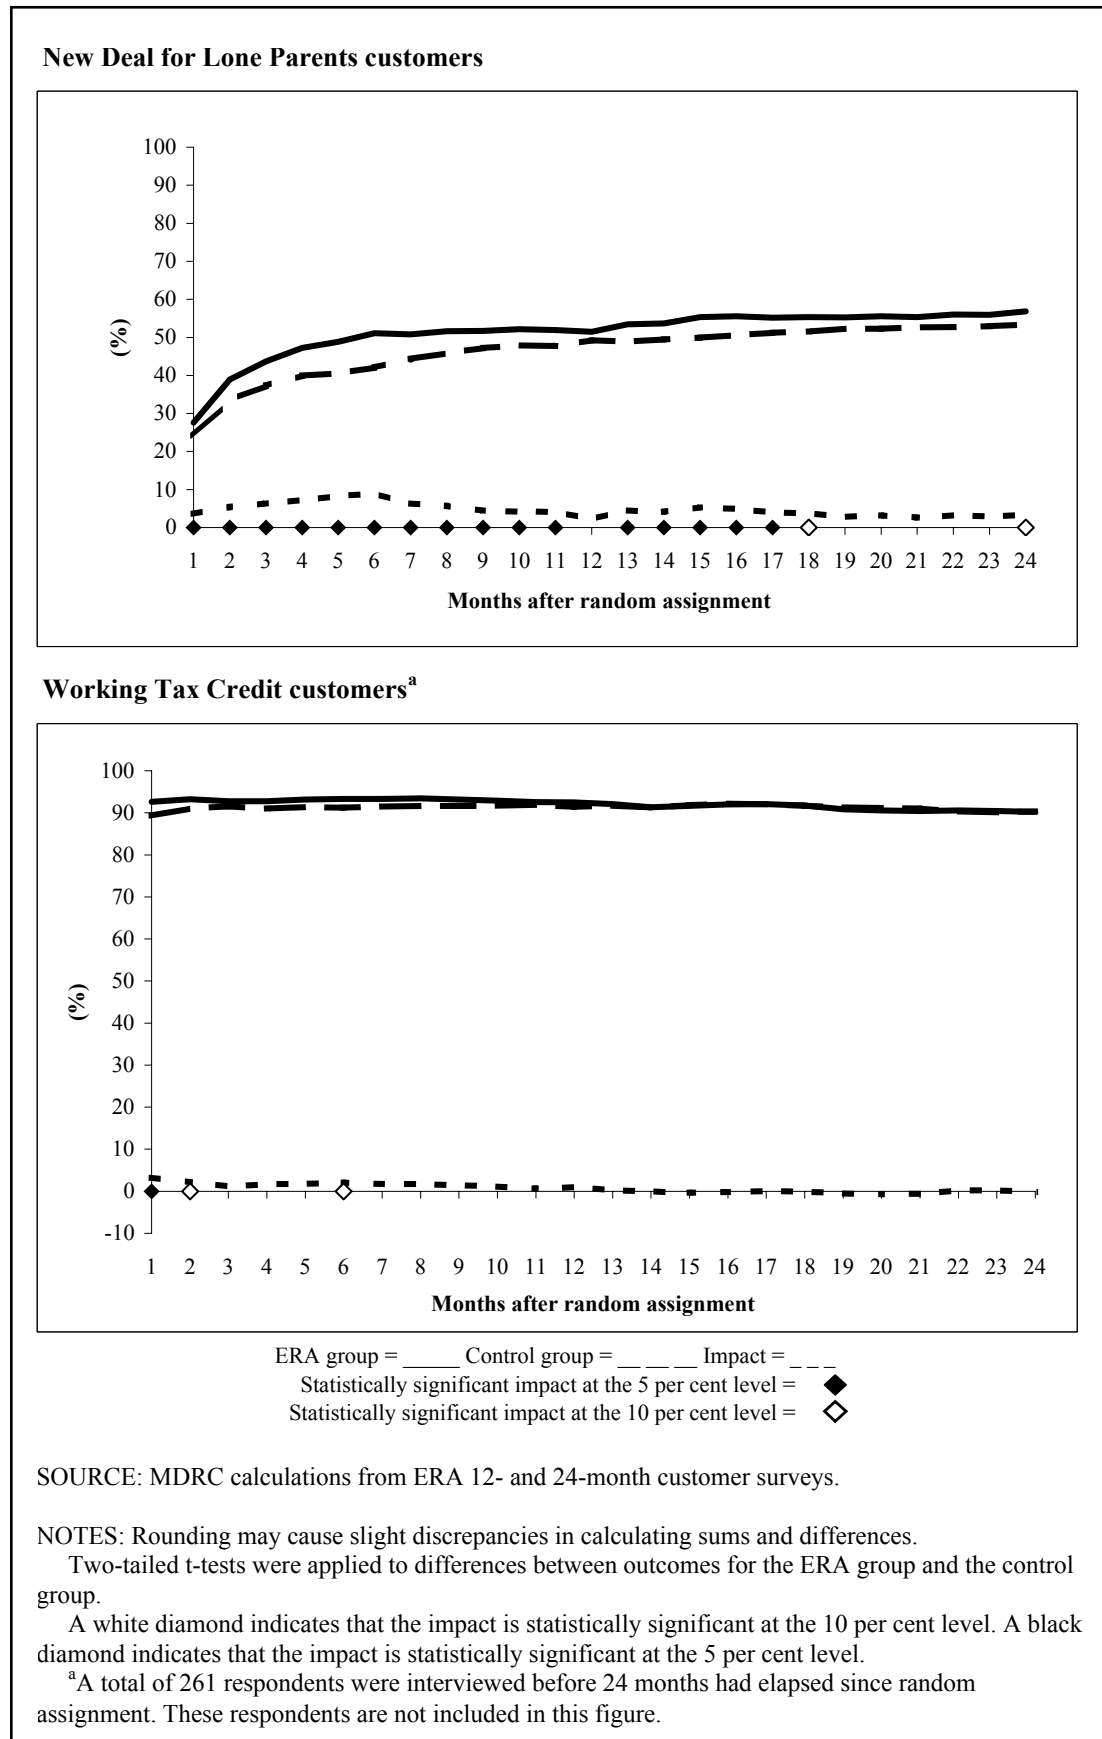 New Deal for Lone Parents customers
100
90
80
70
60
50
40
30
20
10
0
(%)
1 2 3 4 5 6 7 8 9 10 11 12 13 14 15 16 17 18 19 20 21 22 23 24
Months after random assignment
Working Tax Credit customersᵃ
100
90
80
70
60
50
40
30
20
10
0
-10
(%)
1 2 3 4 5 6 7 8 9 10 11 12 13 14 15 16 17 18 19 20 21 22 23 24
Months after random assignment
ERA group = _____ Control group = __ __ __ Impact = _ _ _
Statistically significant impact at the 5 per cent level = ◆
Statistically significant impact at the 10 per cent level = ◇
SOURCE: MDRC calculations from ERA 12- and 24-month customer surveys.
NOTES: Rounding may cause slight discrepancies in calculating sums and differences.
Two-tailed t-tests were applied to differences between outcomes for the ERA group and the control
group.
A white diamond indicates that the impact is statistically significant at the 10 per cent level. A black
diamond indicates that the impact is statistically significant at the 5 per cent level.
ᵃA total of 261 respondents were interviewed before 24 months had elapsed since random
assignment. These respondents are not included in this figure.